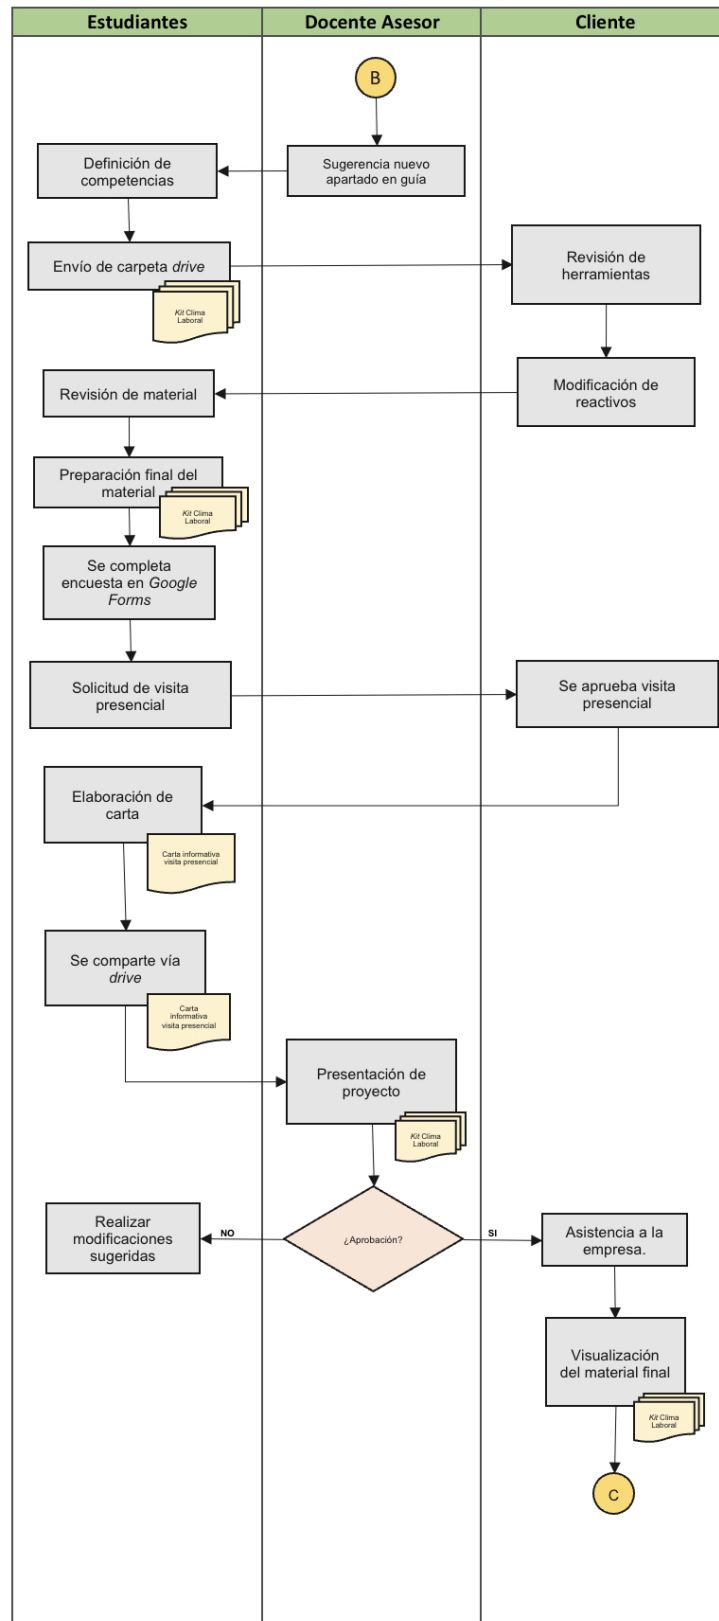 Estudiantes
Docente Asesor
Cliente
B
Sugerencia nuevo
apartado en guía
Definición de
competencias
Envío de carpeta drive
Kit Clima
Laboral
Revisión de
herramientas
Modificación de
reactivos
Revisión de material
Preparación final del
material
Kit Clima
Laboral
Se completa
encuesta en Google
Forms
Solicitud de visita
presencial
Se aprueba visita
presencial
Elaboración de
carta
Carta informativa
visita presencial
Se comparte vía
drive
Carta
informativa
visita presencial
Presentación de
proyecto
Kit Clima
Laboral
¿Aprobación?
NO
Realizar
modificaciones
sugeridas
SI
Asistencia a la
empresa.
Visualización
del material final
Kit Clima
Laboral
C